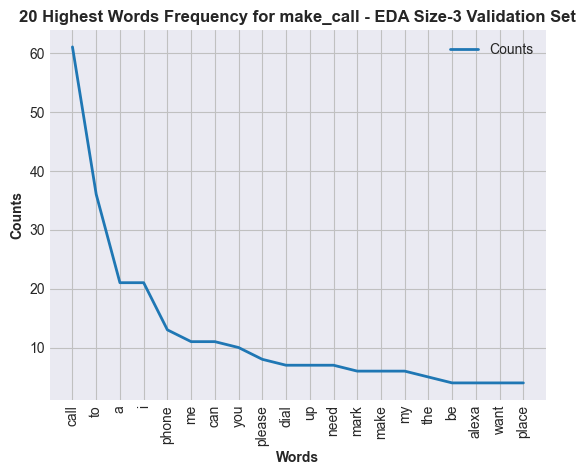 20 Highest Words Frequency for make_call - EDA Size-3 Validation Set
Counts
60
50
40
30
20
10
Counts
call
to
a
i
phone
me
can
you
please
dial
up
need
mark
make
my
the
be
alexa
want
place
Words